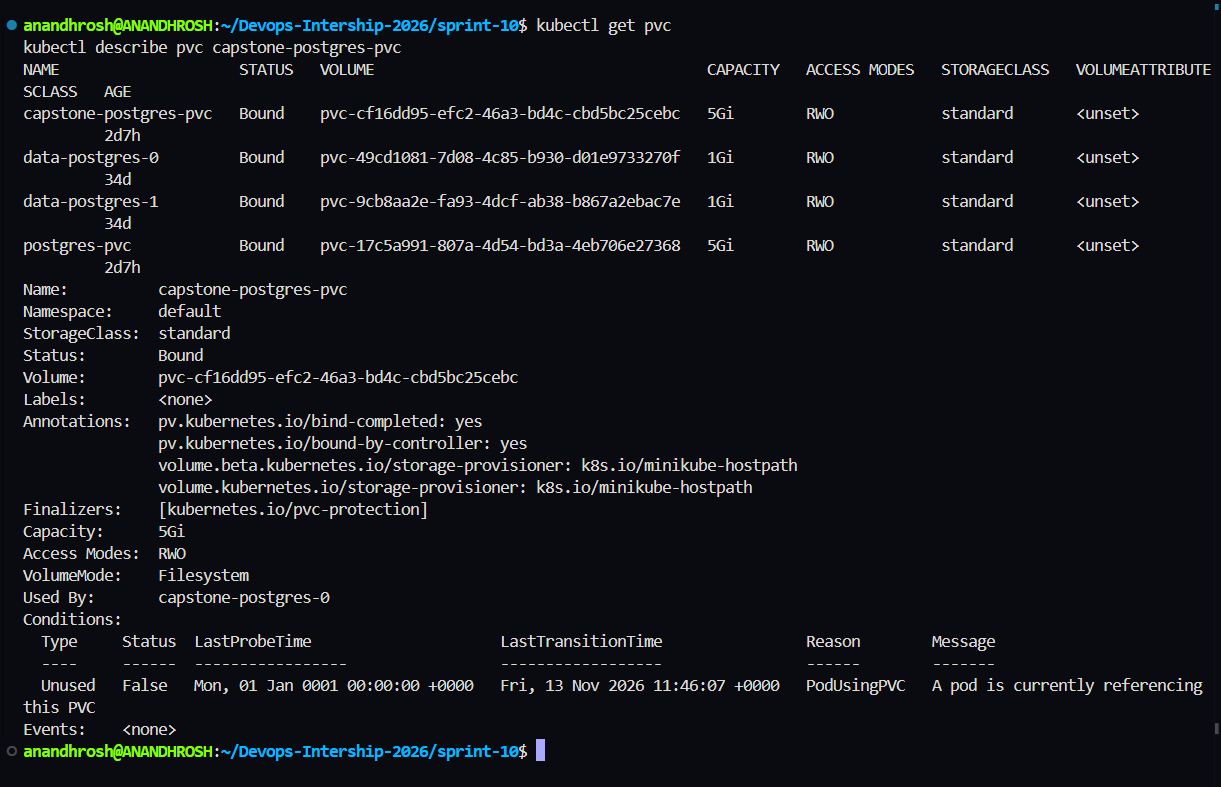 anandhrosh@ANANDHROSH:~/Devops-Intership-2026/sprint-10$ kubectl get pvc
kubectl describe pvc capstone-postgres-pvc
NAME                    STATUS   VOLUME                                     CAPACITY   ACCESS MODES   STORAGECLASS   VOLUMEATTRIBUTE
SCLASS   AGE
capstone-postgres-pvc   Bound    pvc-cf16dd95-efc2-46a3-bd4c-cbd5bc25cebc   5Gi        RWO            standard       <unset>
         2d7h
data-postgres-0         Bound    pvc-49cd1081-7d08-4c85-b930-d01e9733270f   1Gi        RWO            standard       <unset>
         34d
data-postgres-1         Bound    pvc-9cb8aa2e-fa93-4dcf-ab38-b867a2ebac7e   1Gi        RWO            standard       <unset>
         34d
postgres-pvc            Bound    pvc-17c5a991-807a-4d54-bd3a-4eb706e27368   5Gi        RWO            standard       <unset>
         2d7h
Name:          capstone-postgres-pvc
Namespace:     default
StorageClass:  standard
Status:        Bound
Volume:        pvc-cf16dd95-efc2-46a3-bd4c-cbd5bc25cebc
Labels:        <none>
Annotations:   pv.kubernetes.io/bind-completed: yes
               pv.kubernetes.io/bound-by-controller: yes
               volume.beta.kubernetes.io/storage-provisioner: k8s.io/minikube-hostpath
               volume.kubernetes.io/storage-provisioner: k8s.io/minikube-hostpath
Finalizers:    [kubernetes.io/pvc-protection]
Capacity:      5Gi
Access Modes:  RWO
VolumeMode:    Filesystem
Used By:       capstone-postgres-0
Conditions:
  Type     Status  LastProbeTime                     LastTransitionTime                Reason       Message
  ----     ------  -----------------                 ------------------                ------       -------
  Unused   False   Mon, 01 Jan 0001 00:00:00 +0000   Fri, 13 Nov 2026 11:46:07 +0000   PodUsingPVC  A pod is currently referencing
this PVC
Events:    <none>
anandhrosh@ANANDHROSH:~/Devops-Intership-2026/sprint-10$